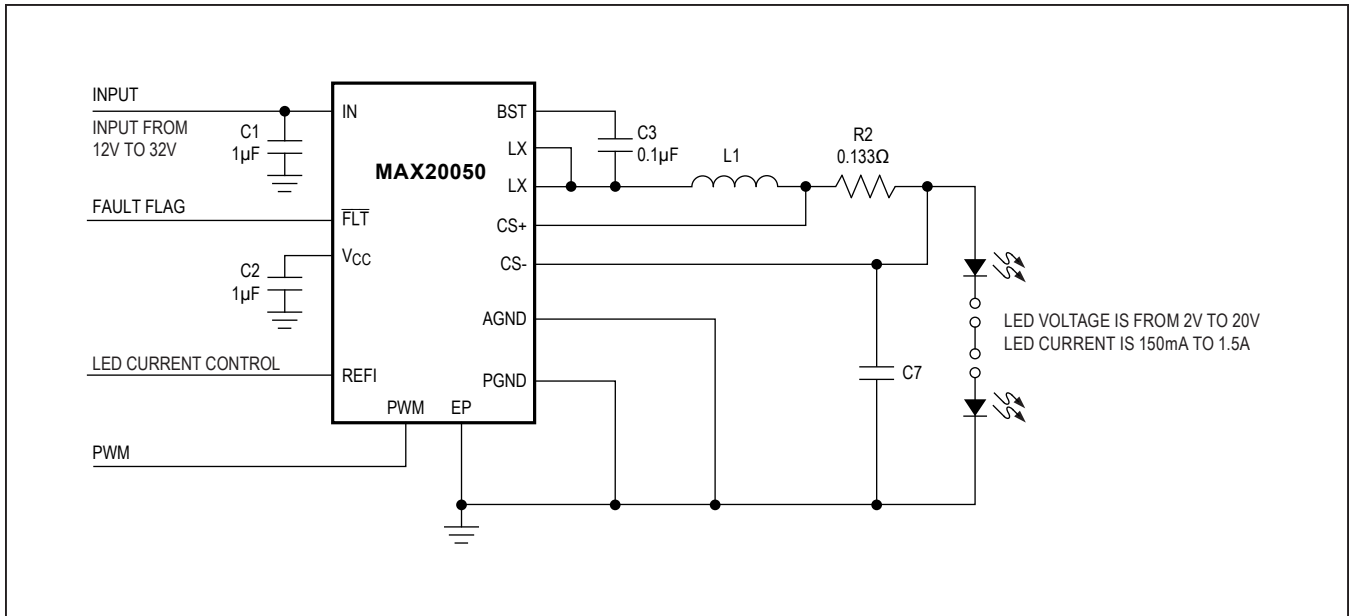 INPUT
INPUT FROM
12V TO 32V
C1
1µF
IN
MAX20050
BST
C3
0.1µF
LX
LX
L1
R2
0.133Ω
FAULT FLAG
FLT
CS+
VCC
CS-
C2
1µF
AGND
LED VOLTAGE IS FROM 2V TO 20V
LED CURRENT IS 150mA TO 1.5A
LED CURRENT CONTROL
REFI
PGND
C7
PWM
EP
PWM